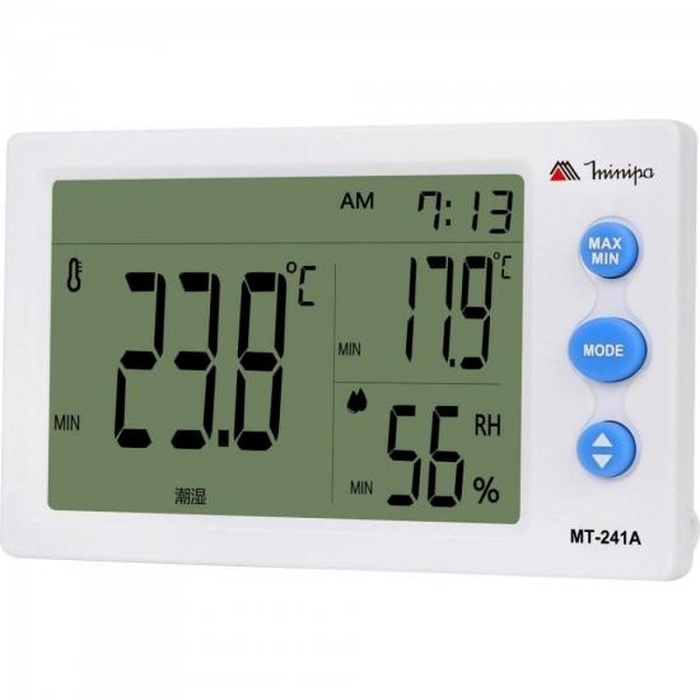 minipa
AM 7:13
MAX
MIN
23.8°C
MIN
17.9°C
MIN
MODE
56% RH
MIN
潮湿
MT-241A